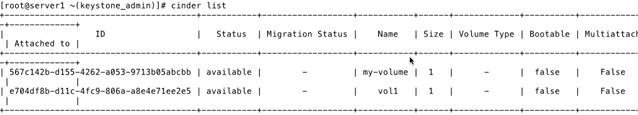 [root@server1 ~(keystone_admin)]# cinder list
+--------------------------------------+-----------+------------------+-----------+------+-------------+----------+-------------
+-------------+
| ID | Status | Migration Status | Name | Size | Volume Type | Bootable | Multiattach
| Attached to |
+--------------------------------------+-----------+------------------+-----------+------+-------------+----------+-------------
+-------------+
| 567c142b-d155-4262-a053-9713b05abcbb | available | - | my-volume | 1 | - | false | False
| |
| e704df8b-d11c-4fc9-806a-a8e4e71ee2e5 | available | - | vol1 | 1 | - | false | False
| |
+--------------------------------------+-----------+------------------+-----------+------+-------------+----------+-------------